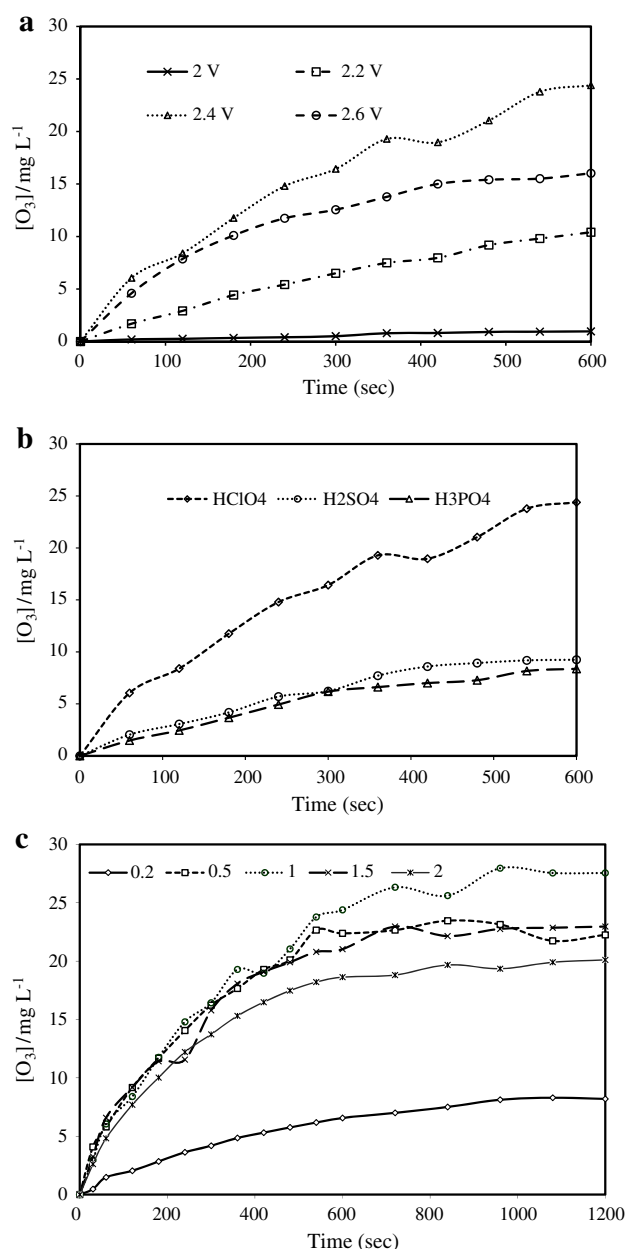 a
30
25
20
15
10
5
0
[O3]/mg L-1
2 V
2.2 V
2.4 V
2.6 V
0 100 200 300 400 500 600
Time (sec)
b
30
25
20
15
10
5
0
[O3]/mg L-1
HClO4 H2SO4 H3PO4
0 100 200 300 400 500 600
Time (sec)
c
30
25
20
15
10
5
0
[O3]/mg L-1
0.2 0.5 1 1.5 2
0 200 400 600 800 1000 1200
Time (sec)